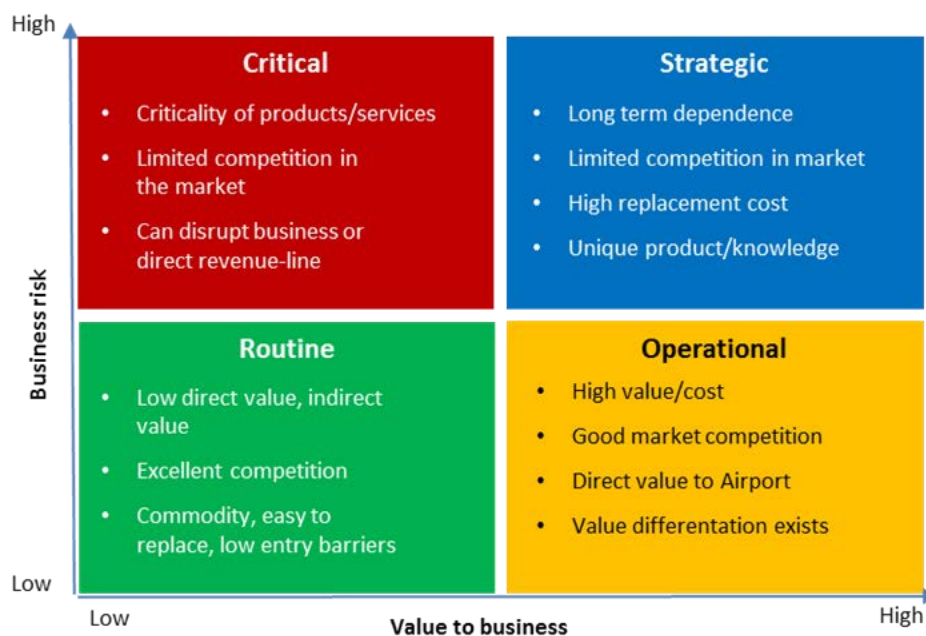 High
Critical
• Criticality of products/services
• Limited competition in
the market
• Can disrupt business or
direct revenue-line
Strategic
• Long term dependence
• Limited competition in market
• High replacement cost
• Unique product/knowledge
Business risk
Routine
• Low direct value, indirect
value
• Excellent competition
• Commodity, easy to
replace, low entry barriers
Operational
• High value/cost
• Good market competition
• Direct value to Airport
• Value differentation exists
Low
Low
Value to business
High